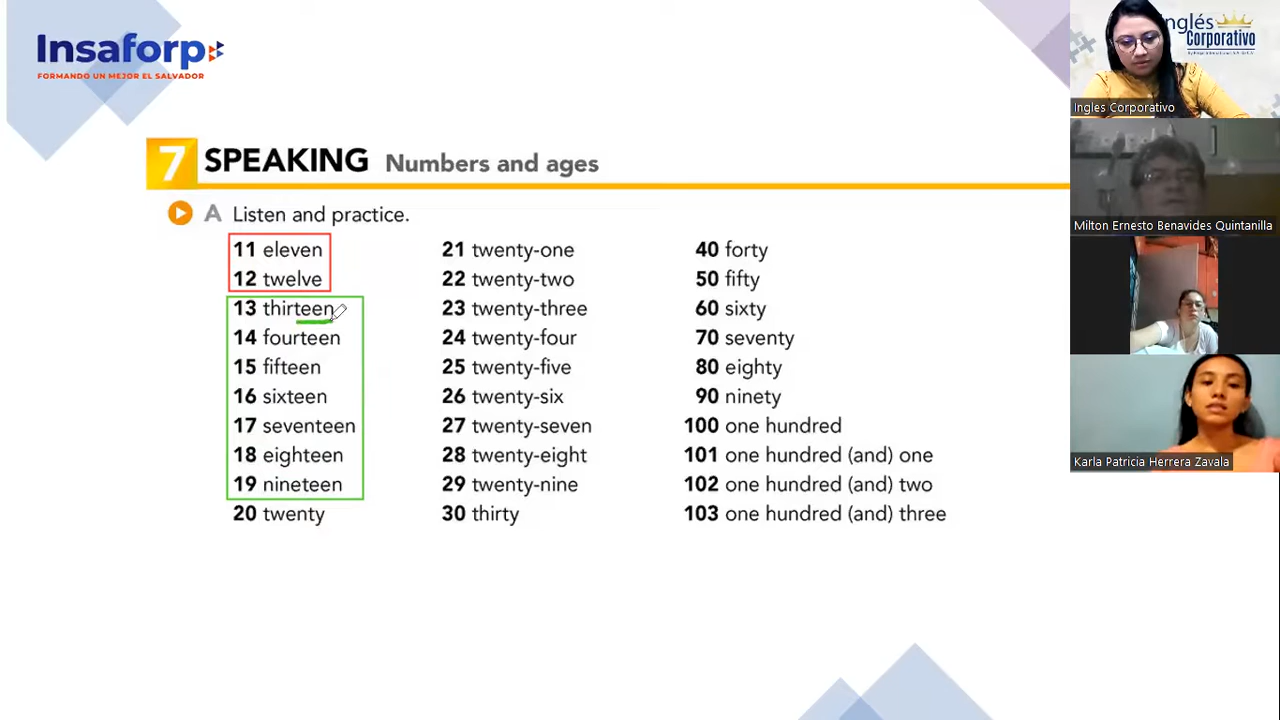 Insaforp
FORMANDO UN MEJOR EL SALVADOR
7 SPEAKING Numbers and ages
A Listen and practice.
11 eleven
12 twelve
13 thirteen
14 fourteen
15 fifteen
16 sixteen
17 seventeen
18 eighteen
19 nineteen
20 twenty
21 twenty-one
22 twenty-two
23 twenty-three
24 twenty-four
25 twenty-five
26 twenty-six
27 twenty-seven
28 twenty-eight
29 twenty-nine
30 thirty
40 forty
50 fifty
60 sixty
70 seventy
80 eighty
90 ninety
100 one hundred
101 one hundred (and) one
102 one hundred (and) two
103 one hundred (and) three
Inglés
Corporativo
Ingles Corporativo
Milton Ernesto Benavides Quintanilla
Karla Patricia Herrera Zavala